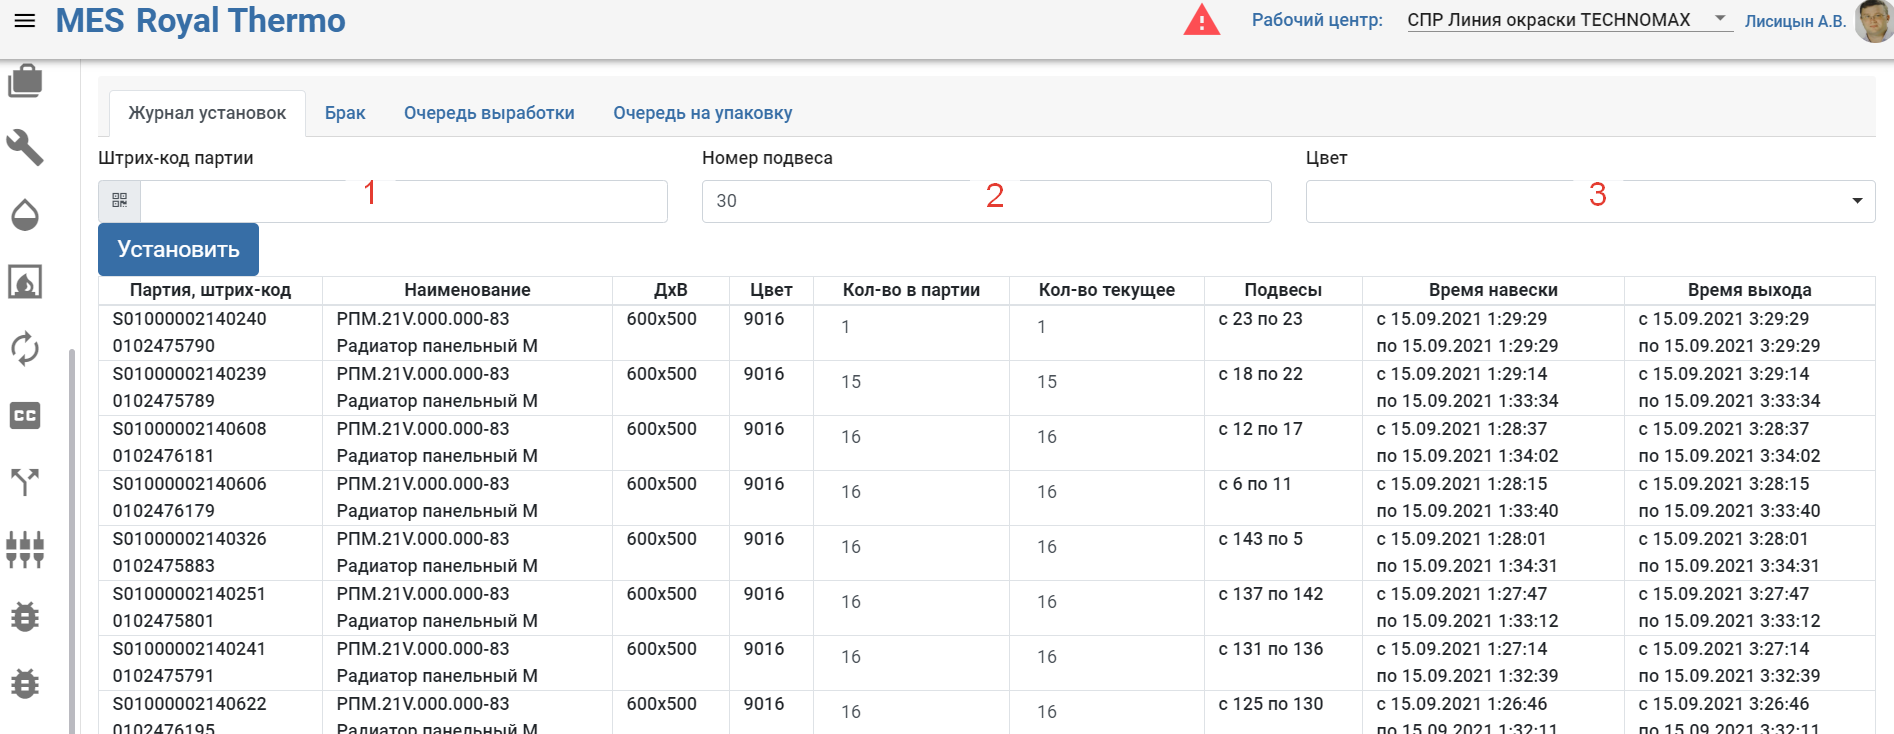 MES Royal Thermo
Рабочий центр: СПР Линия окраски TECHNOMAX Лисицын А.В.
Журнал установок Брак Очередь выработки Очередь на упаковку
Штрих-код партии Номер подвеса Цвет
1 30 2 3
Установить
Партия, штрих-код Наименование ДхВ Цвет Кол-во в партии Кол-во текущее Подвесы Время навески Время выхода
S01000002140240 РПМ.21V.000.000-83 600x500 9016 1 1 с 23 по 23 с 15.09.2021 1:29:29 с 15.09.2021 3:29:29
0102475790 Радиатор панельный М по 15.09.2021 1:29:29 по 15.09.2021 3:29:29
S01000002140239 РПМ.21V.000.000-83 600x500 9016 15 15 с 18 по 22 с 15.09.2021 1:29:14 с 15.09.2021 3:29:14
0102475789 Радиатор панельный М по 15.09.2021 1:33:34 по 15.09.2021 3:33:34
S01000002140608 РПМ.21V.000.000-83 600x500 9016 16 16 с 12 по 17 с 15.09.2021 1:28:37 с 15.09.2021 3:28:37
0102476181 Радиатор панельный М по 15.09.2021 1:34:02 по 15.09.2021 3:34:02
S01000002140606 РПМ.21V.000.000-83 600x500 9016 16 16 с 6 по 11 с 15.09.2021 1:28:15 с 15.09.2021 3:28:15
0102476179 Радиатор панельный М по 15.09.2021 1:33:40 по 15.09.2021 3:33:40
S01000002140326 РПМ.21V.000.000-83 600x500 9016 16 16 с 143 по 5 с 15.09.2021 1:28:01 с 15.09.2021 3:28:01
0102475883 Радиатор панельный М по 15.09.2021 1:34:31 по 15.09.2021 3:34:31
S01000002140251 РПМ.21V.000.000-83 600x500 9016 16 16 с 137 по 142 с 15.09.2021 1:27:47 с 15.09.2021 3:27:47
0102475801 Радиатор панельный М по 15.09.2021 1:33:12 по 15.09.2021 3:33:12
S01000002140241 РПМ.21V.000.000-83 600x500 9016 16 16 с 131 по 136 с 15.09.2021 1:27:14 с 15.09.2021 3:27:14
0102475791 Радиатор панельный М по 15.09.2021 1:32:39 по 15.09.2021 3:32:39
S01000002140622 РПМ.21V.000.000-83 600x500 9016 16 16 с 125 по 130 с 15.09.2021 1:26:46 с 15.09.2021 3:26:46
0102476195 Радиатор панельный М по 15.09.2021 1:32:11 по 15.09.2021 3:32:11